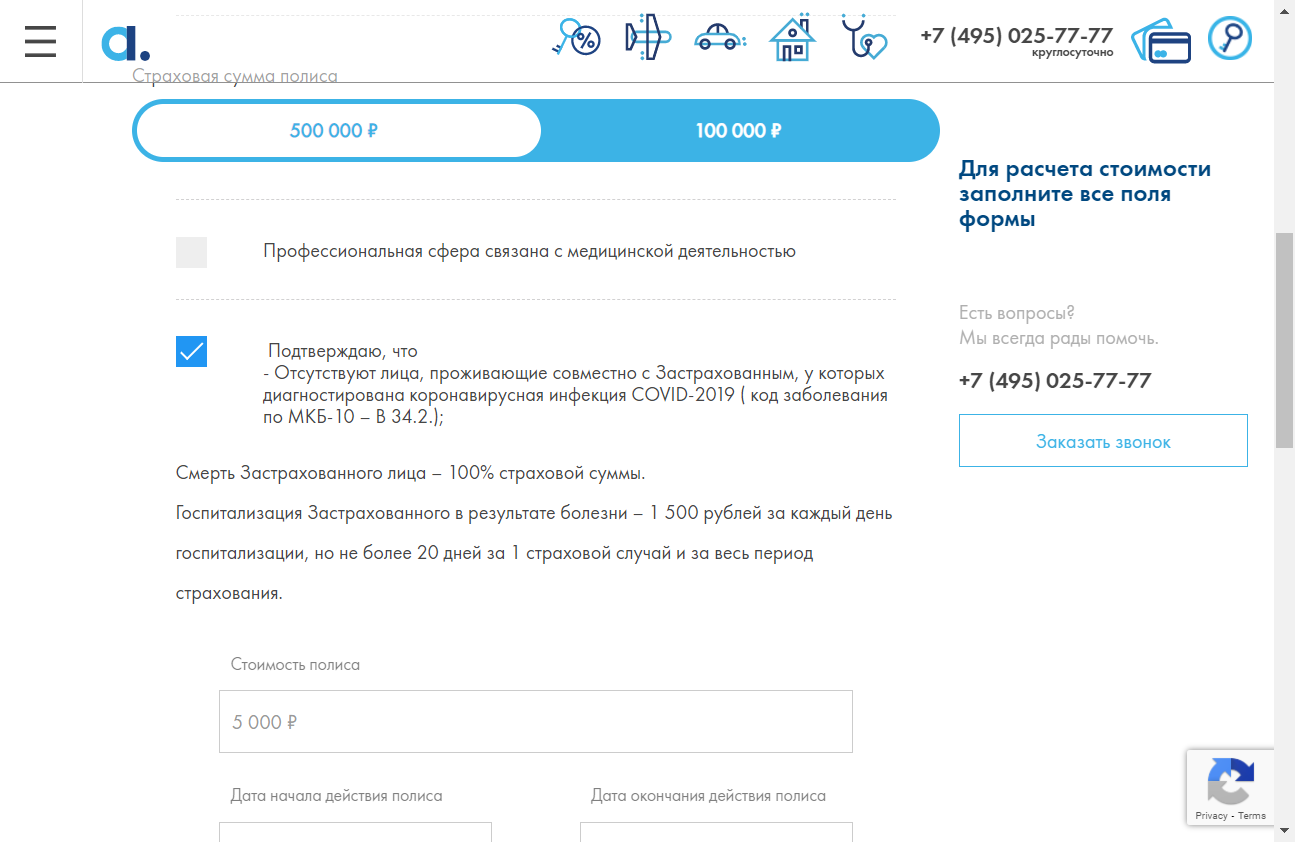 +7 (495) 025-77-77
круглосуточно
Страховая сумма полиса
500 000 ₽
100 000 ₽
Для расчета стоимости
заполните все поля
формы
Профессиональная сфера связана с медицинской деятельностью
Есть вопросы?
Мы всегда рады помочь.
+7 (495) 025-77-77
Заказать звонок
Подтверждаю, что
- Отсутствуют лица, проживающие совместно с Застрахованным, у которых
диагностирована коронавирусная инфекция COVID-2019 ( код заболевания
по МКБ-10 – В 34.2.);
Смерть Застрахованного лица – 100% страховой суммы.
Госпитализация Застрахованного в результате болезни – 1 500 рублей за каждый день
госпитализации, но не более 20 дней за 1 страховой случай и за весь период
страхования.
Стоимость полиса
5 000 ₽
Дата начала действия полиса
Дата окончания действия полиса
Privacy - Terms